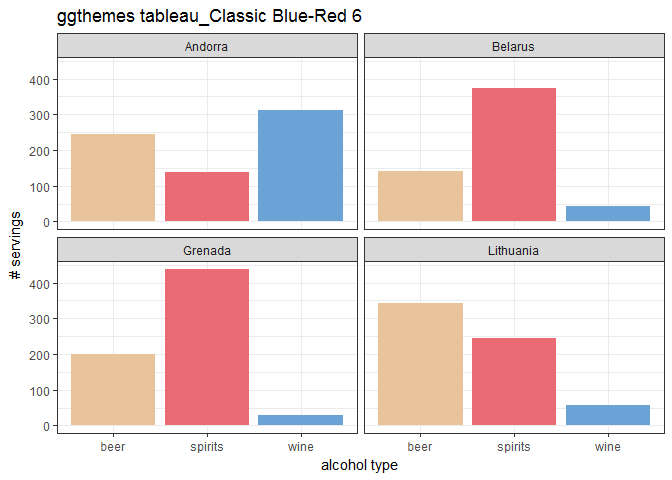 ggthemes tableau_Classic Blue-Red 6
Andorra
Belarus
400
300
200
100
0
Grenada
Lithuania
400
300
200
100
0
# servings
beer
spirits
wine
beer
spirits
wine
alcohol type